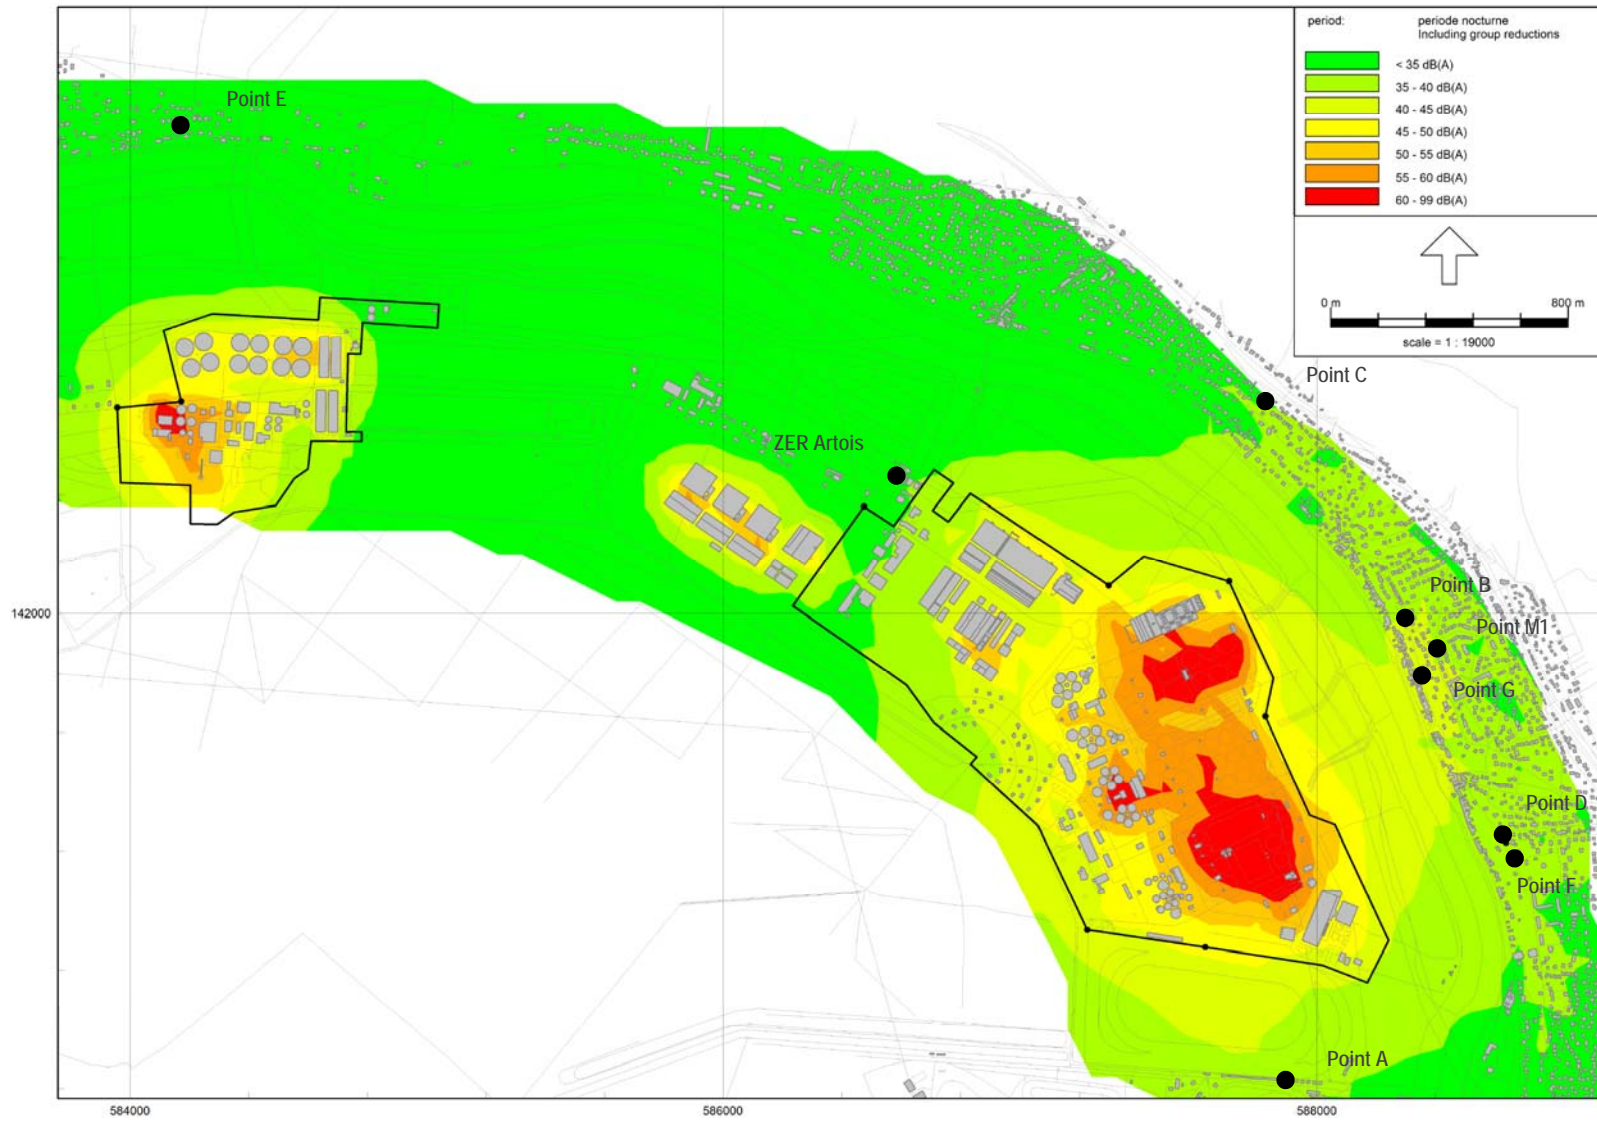 period: periode nocturne
Including group reductions
< 35 dB(A)
35 - 40 dB(A)
40 - 45 dB(A)
45 - 50 dB(A)
50 - 55 dB(A)
55 - 60 dB(A)
60 - 99 dB(A)
0 m 800 m
scale = 1 : 19000
Point E
Point C
ZER Artois
Point B
142000
Point M1
Point G
Point D
Point F
Point A
584000 586000 588000